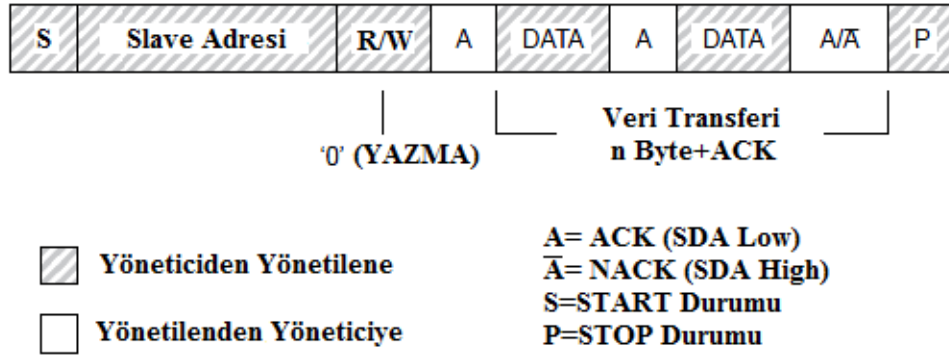 S Slave Adresi R/W A DATA A DATA A/A̅ P
Veri Transferi
'0' (YAZMA) n Byte+ACK
A= ACK (SDA Low)
Yöneticiden Yönetilene A̅= NACK (SDA High)
S=START Durumu
Yönetilenden Yöneticiye P=STOP Durumu